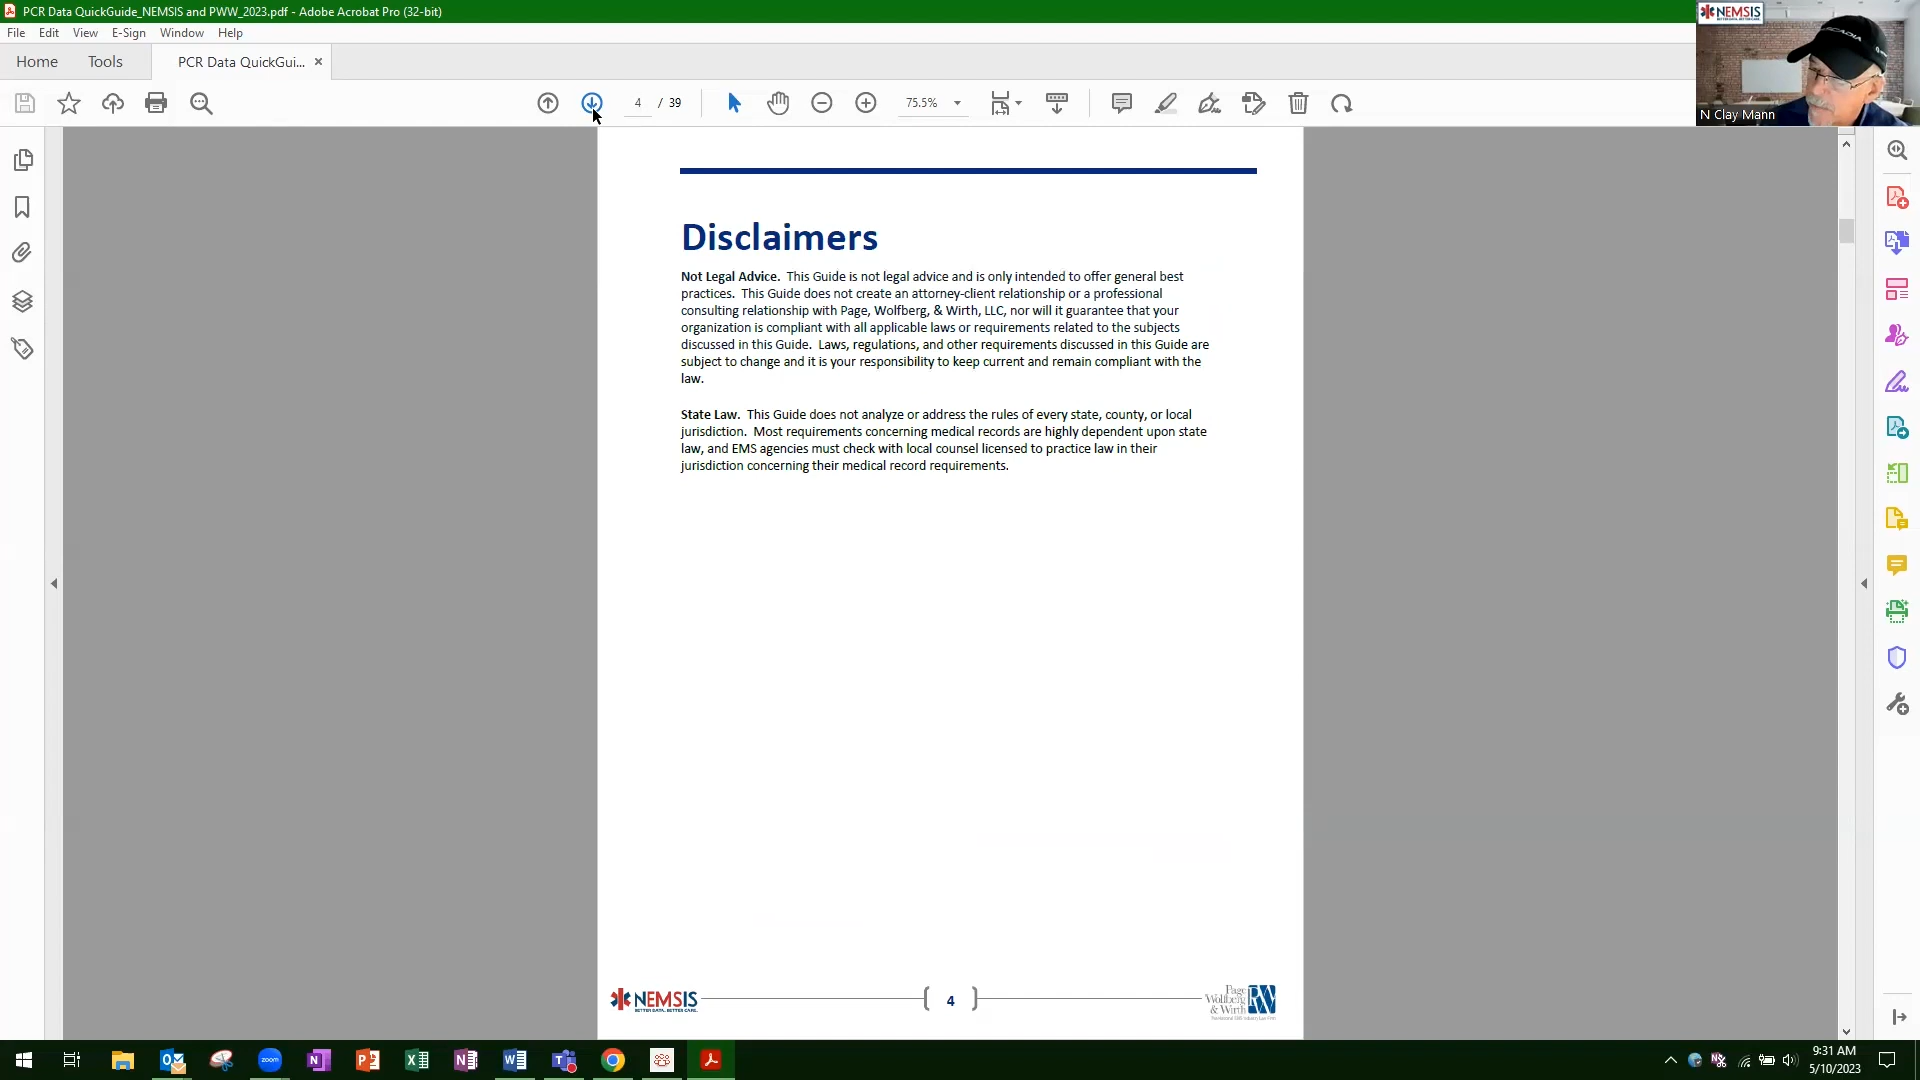 PCR Data QuickGuide_NEMSIS and PWW_2023.pdf - Adobe Acrobat Pro (32-bit)
File Edit View E-Sign Window Help
Home Tools PCR Data QuickGui... ×
4 / 39 75.5%
NEMSIS
BETTER DATA. BETTER CARE.
CASCADIA
N Clay Mann
Disclaimers
Not Legal Advice. This Guide is not legal advice and is only intended to offer general best
practices. This Guide does not create an attorney-client relationship or a professional
consulting relationship with Page, Wolfberg, & Wirth, LLC, nor will it guarantee that your
organization is compliant with all applicable laws or requirements related to the subjects
discussed in this Guide. Laws, regulations, and other requirements discussed in this Guide are
subject to change and it is your responsibility to keep current and remain compliant with the
law.
State Law. This Guide does not analyze or address the rules of every state, county, or local
jurisdiction. Most requirements concerning medical records are highly dependent upon state
law, and EMS agencies must check with local counsel licensed to practice law in their
jurisdiction concerning their medical record requirements.
NEMSIS
BETTER DATA. BETTER CARE.
4
Page
Wolfberg
& Wirth
zoom
9:31 AM
5/10/2023